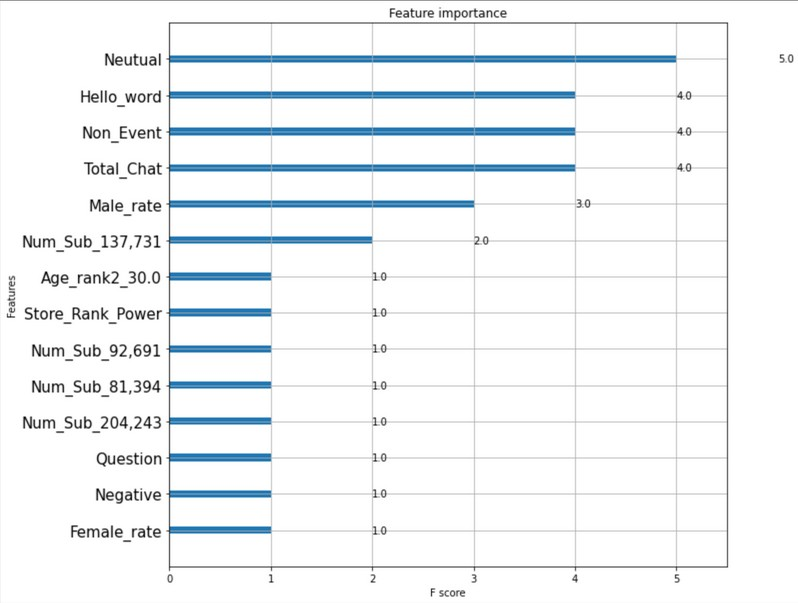 Feature importance
Neutual 5.0
Hello_word 4.0
Non_Event 4.0
Total_Chat 4.0
Male_rate 3.0
Num_Sub_137,731 2.0
Age_rank2_30.0 1.0
Store_Rank_Power 1.0
Num_Sub_92,691 1.0
Num_Sub_81,394 1.0
Num_Sub_204,243 1.0
Question 1.0
Negative 1.0
Female_rate 1.0
Features
0 1 2 3 4 5
F score